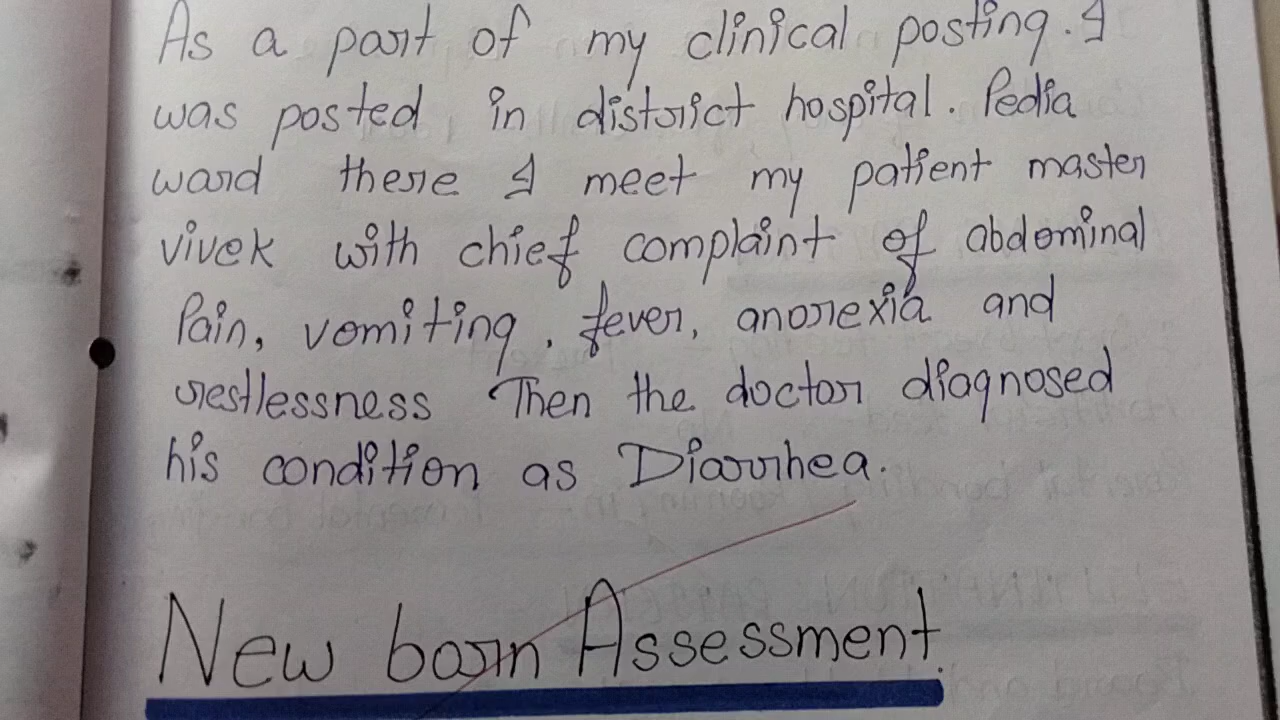 As a part of my clinical posting. I
was posted in district hospital. Pedia
ward there I meet my patient master
vivek with chief complaint of abdominal
Pain, vomiting, fever, anorexia and
restlessness Then the doctor diagnosed
his condition as Diarrhea.
New born Assessment.